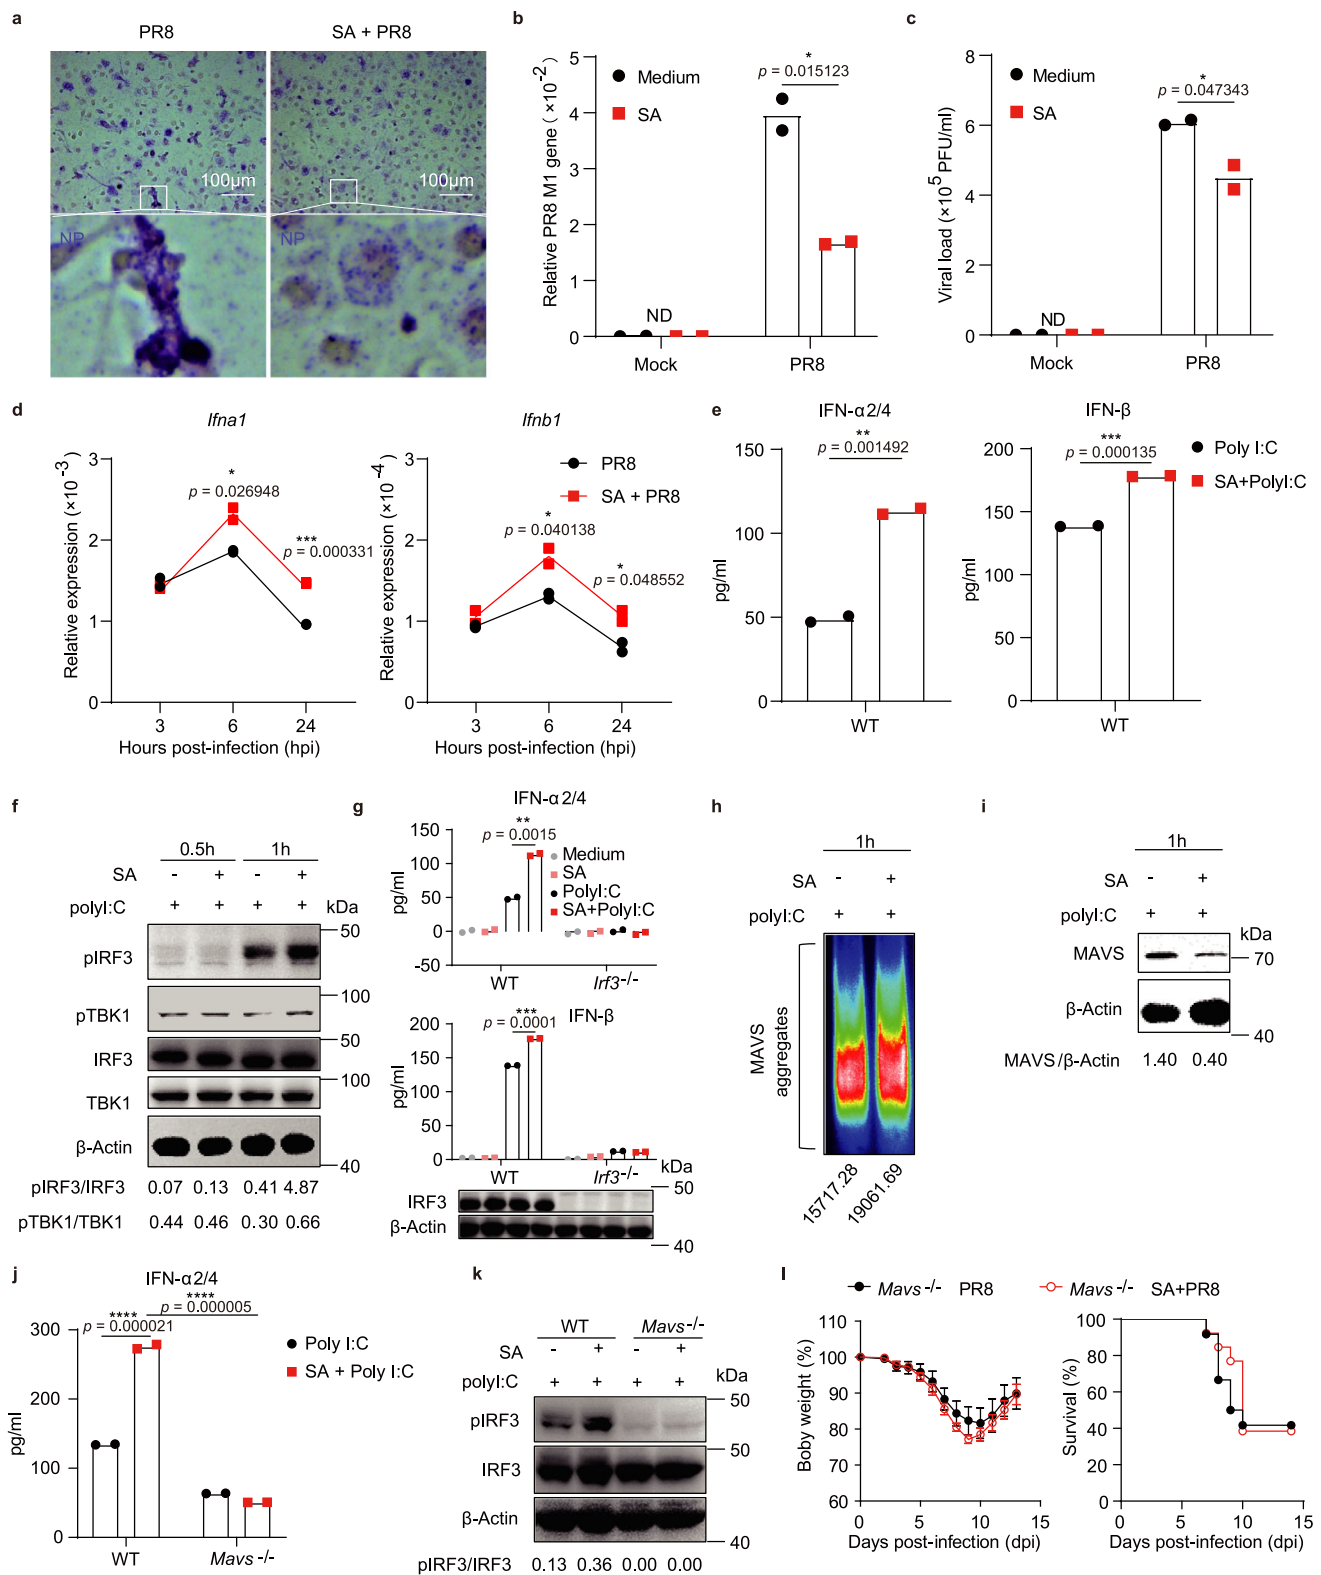 a
PR8
SA + PR8
100μm
100μm
NP
NP
b
Relative PR8 M1 gene (×10-2)
5
4
3
2
1
0
Medium
SA
*
p = 0.015123
ND
Mock
PR8
c
Viral load (×10^5 PFU/ml)
8
6
4
2
0
Medium
SA
*
p = 0.047343
ND
Mock
PR8
d
Ifna1
Relative expression (×10-3)
3
2
1
0
*
p = 0.026948
***
p = 0.000331
3
6
24
Hours post-infection (hpi)
Ifnb1
Relative expression (×10-4)
3
2
1
0
PR8
SA + PR8
*
p = 0.040138
*
p = 0.048552
3
6
24
Hours post-infection (hpi)
e
IFN-α2/4
pg/ml
150
100
50
0
**
p = 0.001492
WT
IFN-β
pg/ml
200
150
100
50
0
***
p = 0.000135
WT
Poly I:C
SA+PolyI:C
f
0.5h 1h
SA - + - +
polyI:C + + + + kDa
pIRF3
50
pTBK1
100
IRF3
50
TBK1
100
β-Actin
40
pIRF3/IRF3 0.07 0.13 0.41 4.87
pTBK1/TBK1 0.44 0.46 0.30 0.66
g
IFN-α2/4
pg/ml
150
100
50
0
-50
**
p = 0.0015
Medium
SA
PolyI:C
SA+PolyI:C
WT
Irf3-/-
IFN-β
pg/ml
200
150
100
50
0
***
p = 0.0001
WT
Irf3-/-
kDa
IRF3
50
β-Actin
40
h
1h
SA - +
polyI:C + +
MAVS aggregates
15717.28
19061.69
i
1h
SA - +
polyI:C + +
kDa
MAVS
70
β-Actin
40
MAVS/β-Actin 1.40 0.40
j
IFN-α2/4
pg/ml
300
200
100
0
****
p = 0.000021
****
p = 0.000005
Poly I:C
SA + Poly I:C
WT
Mavs-/-
k
WT Mavs-/-
SA - + - +
polyI:C + + + + kDa
pIRF3
50
IRF3
50
β-Actin
40
pIRF3/IRF3 0.13 0.36 0.00 0.00
l
Mavs-/- PR8
Mavs-/- SA+PR8
Boby weight (%)
110
100
90
80
70
60
0
5
10
15
Days post-infection (dpi)
Survival (%)
100
80
60
40
20
0
0
5
10
15
Days post-infection (dpi)